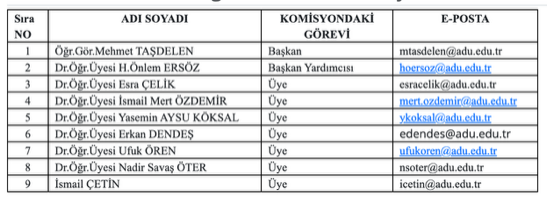 Sıra NO ADI SOYADI KOMİSYONDAKİ GÖREVİ E-POSTA
1 Öğr.Gör.Mehmet TAŞDELEN Başkan mtasdelen@adu.edu.tr
2 Dr.Öğr.Üyesi H.Önlem ERSÖZ Başkan Yardımcısı hoersoz@adu.edu.tr
3 Dr.Öğr.Üyesi Esra ÇELİK Üye esracelik@adu.edu.tr
4 Dr.Öğr.Üyesi İsmail Mert ÖZDEMİR Üye mert.ozdemir@adu.edu.tr
5 Dr.Öğr.Üyesi Yasemin AYSU KÖKSAL Üye ykoksal@adu.edu.tr
6 Dr.Öğr.Üyesi Erkan DENDEŞ Üye edendes@adu.edu.tr
7 Dr.Öğr.Üyesi Ufuk ÖREN Üye ufukoren@adu.edu.tr
8 Dr.Öğr.Üyesi Nadir Savaş ÖTER Üye nsoter@adu.edu.tr
9 İsmail ÇETİN Üye icetin@adu.edu.tr